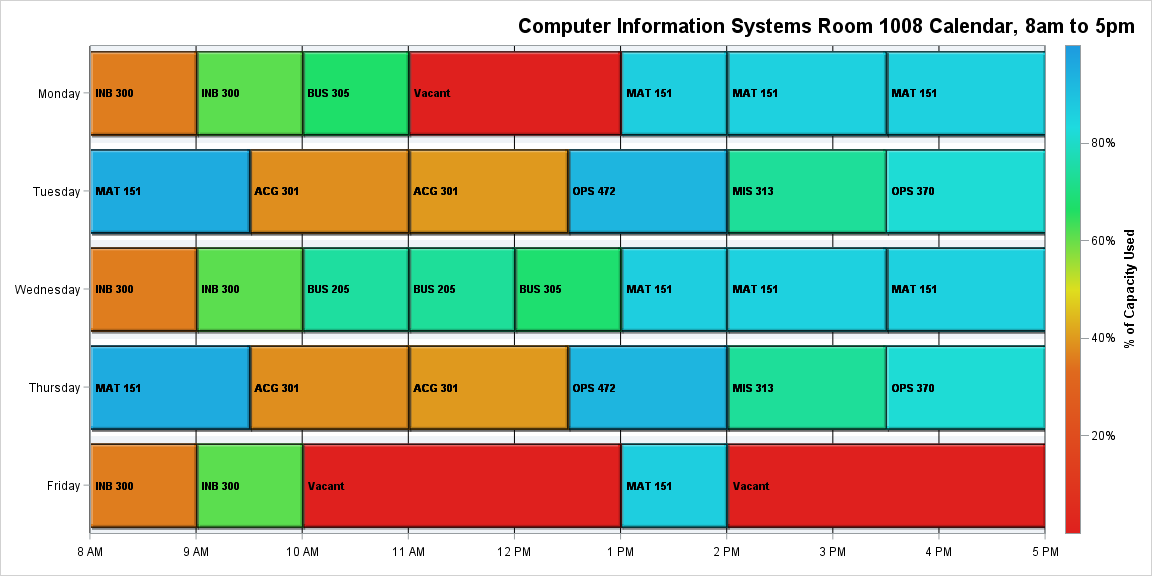 Computer Information Systems Room 1008 Calendar, 8am to 5pm
Monday INB 300 INB 300 BUS 305 Vacant MAT 151 MAT 151 MAT 151
Tuesday MAT 151 ACG 301 ACG 301 OPS 472 MIS 313 OPS 370
Wednesday INB 300 INB 300 BUS 205 BUS 205 BUS 305 MAT 151 MAT 151 MAT 151
Thursday MAT 151 ACG 301 ACG 301 OPS 472 MIS 313 OPS 370
Friday INB 300 INB 300 Vacant MAT 151 Vacant
8 AM 9 AM 10 AM 11 AM 12 PM 1 PM 2 PM 3 PM 4 PM 5 PM
80%
60%
40%
20%
% of Capacity Used